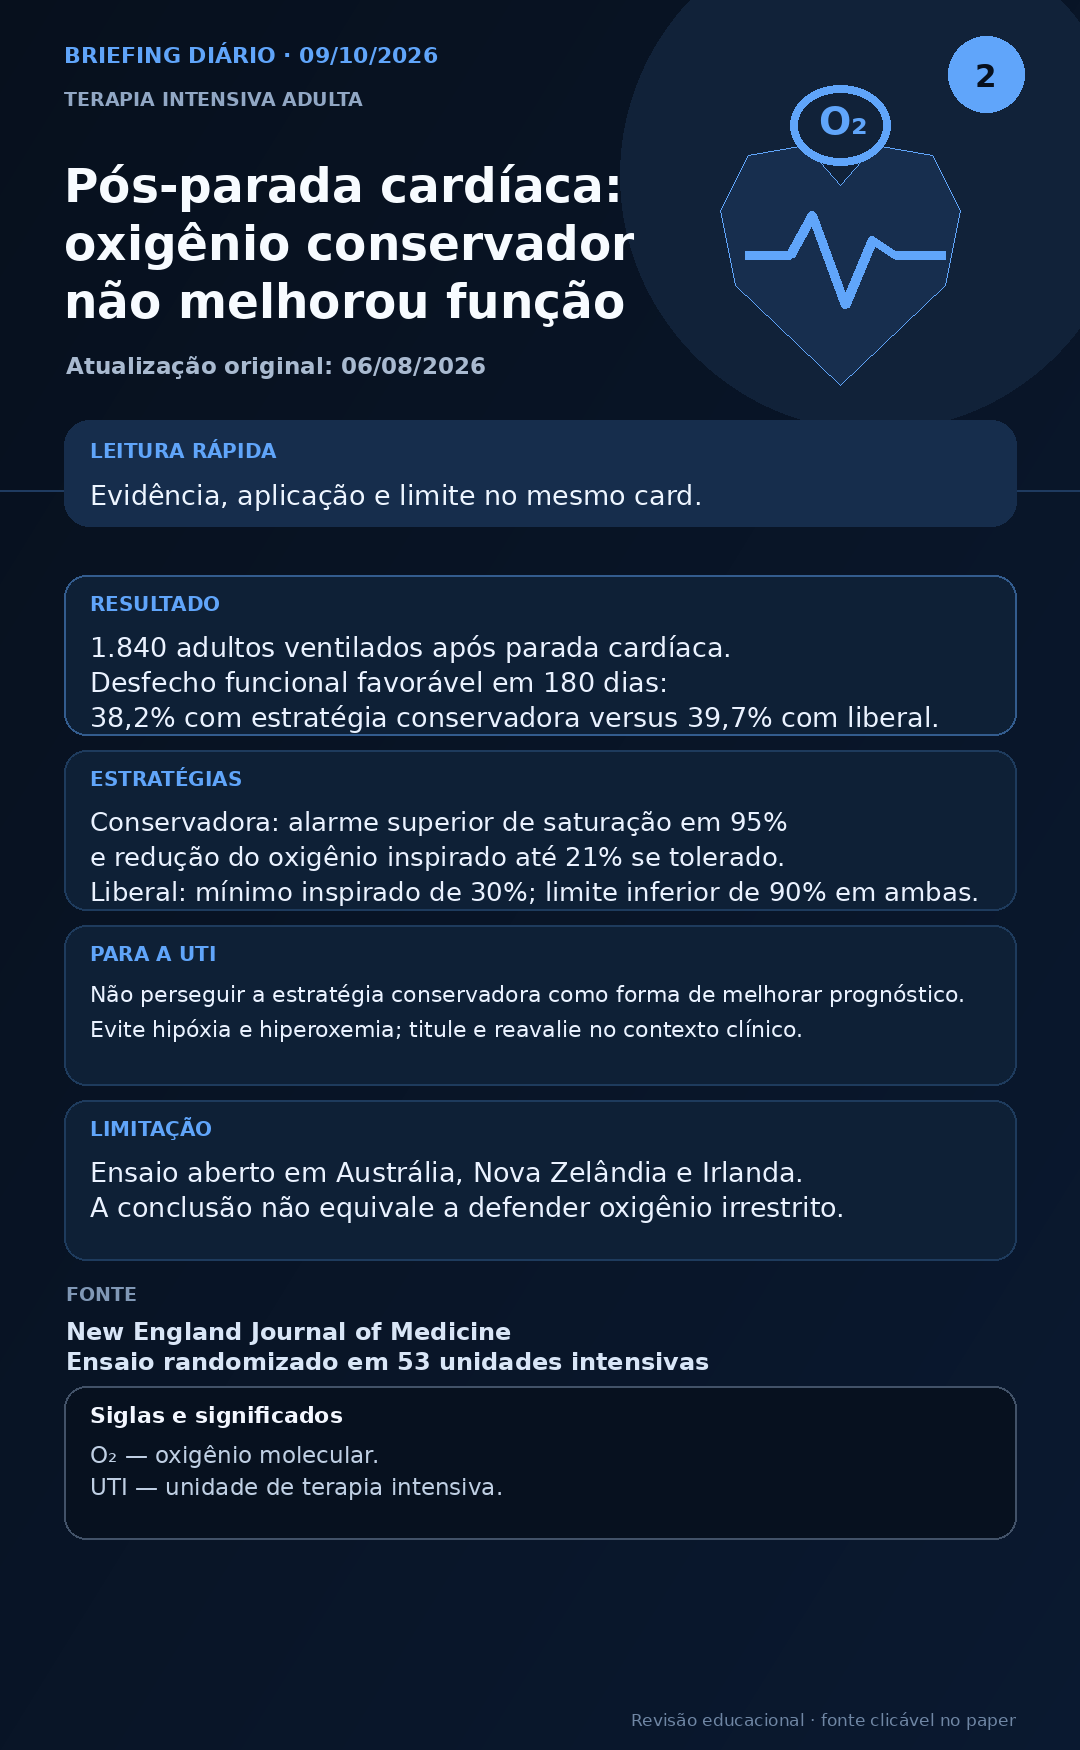 BRIEFING DIÁRIO · 09/10/2026
2
TERAPIA INTENSIVA ADULTA
O₂
Pós-parada cardíaca:
oxigênio conservador
não melhorou função
Atualização original: 06/08/2026
LEITURA RÁPIDA
Evidência, aplicação e limite no mesmo card.
RESULTADO
1.840 adultos ventilados após parada cardíaca.
Desfecho funcional favorável em 180 dias:
38,2% com estratégia conservadora versus 39,7% com liberal.
ESTRATÉGIAS
Conservadora: alarme superior de saturação em 95%
e redução do oxigênio inspirado até 21% se tolerado.
Liberal: mínimo inspirado de 30%; limite inferior de 90% em ambas.
PARA A UTI
Não perseguir a estratégia conservadora como forma de melhorar prognóstico.
Evite hipóxia e hiperoxemia; titule e reavalie no contexto clínico.
LIMITAÇÃO
Ensaio aberto em Austrália, Nova Zelândia e Irlanda.
A conclusão não equivale a defender oxigênio irrestrito.
FONTE
New England Journal of Medicine
Ensaio randomizado em 53 unidades intensivas
Siglas e significados
O₂ — oxigênio molecular.
UTI — unidade de terapia intensiva.
Revisão educacional · fonte clicável no paper